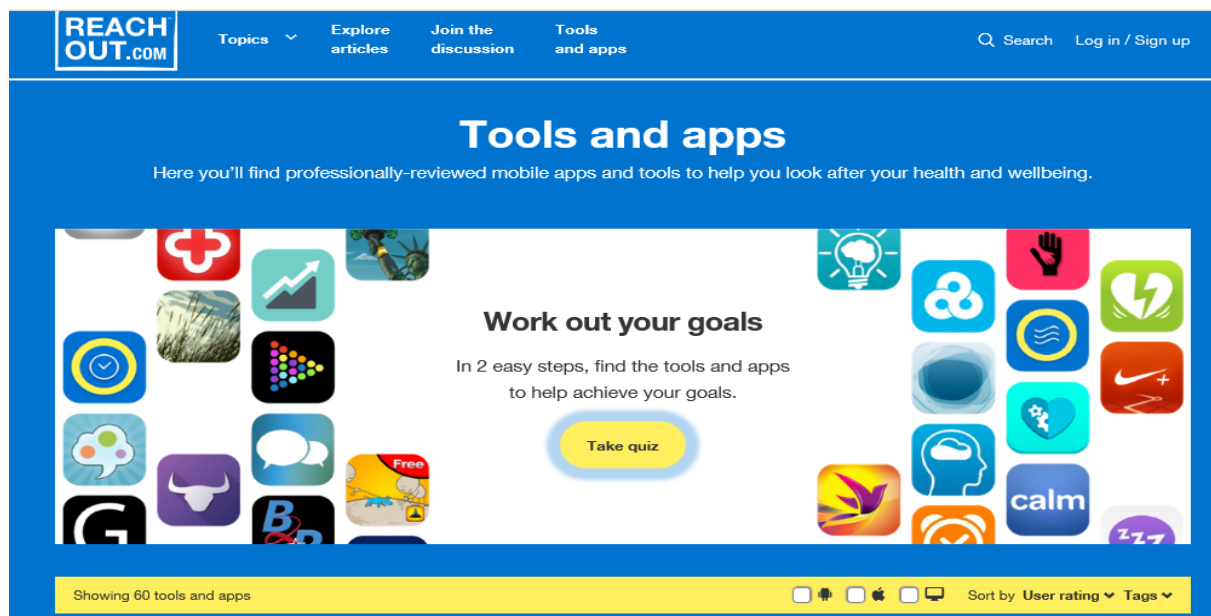 REACH
OUT.COM
Topics
Explore
articles
Join the
discussion
Tools
and apps
Search
Log in / Sign up
Tools and apps
Here you'll find professionally-reviewed mobile apps and tools to help you look after your health and wellbeing.
Work out your goals
In 2 easy steps, find the tools and apps
to help achieve your goals.
Take quiz
Free
G
B
R
calm
zzz
Showing 60 tools and apps
Sort by User rating Tags